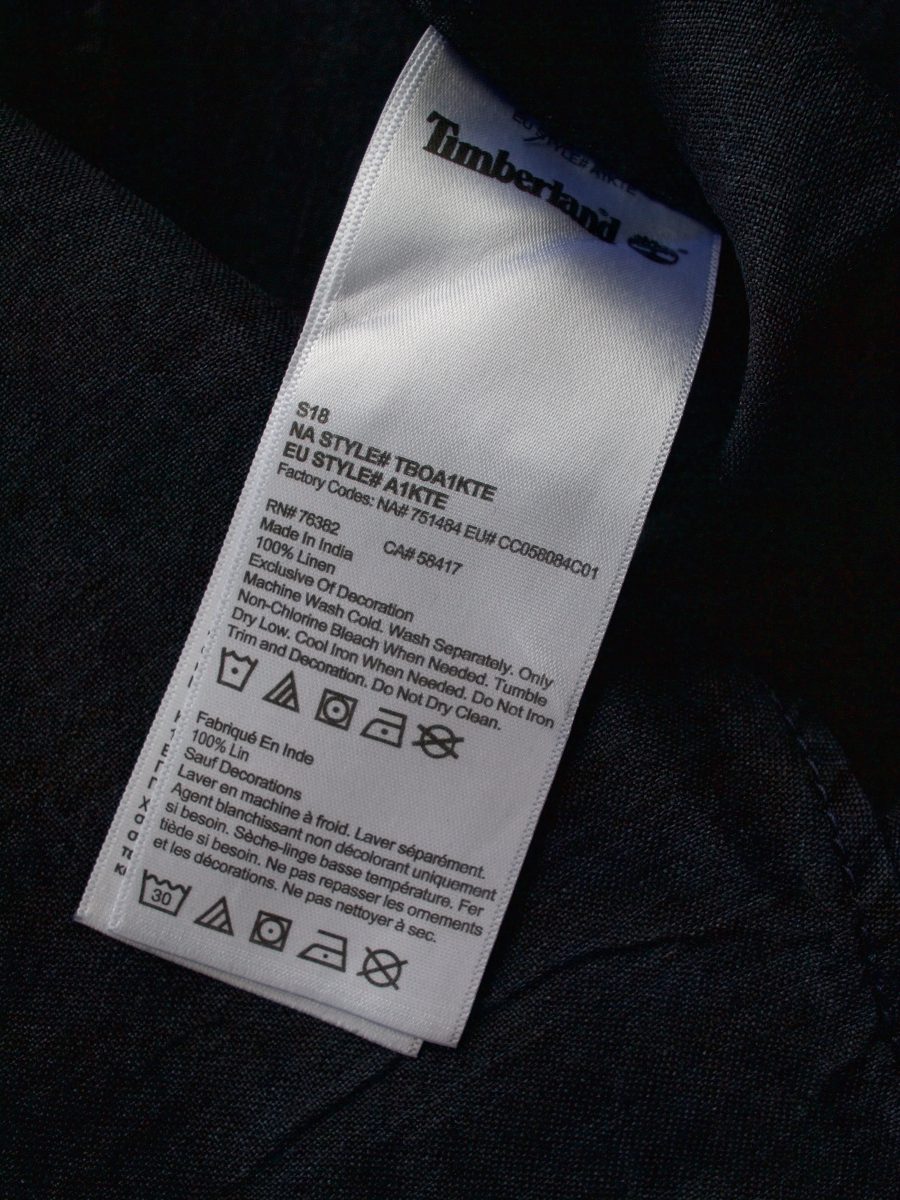 EU STYLE# A1KTE
Timberland
S18
NA STYLE# TBOA1KTE
EU STYLE# A1KTE
Factory Codes: NA# 751484 EU# CC058084C01
RN# 76382 CA# 58417
Made In India
100% Linen
Exclusive Of Decoration
Machine Wash Cold. Wash Separately. Only
Non-Chlorine Bleach When Needed. Tumble
Dry Low. Cool Iron When Needed. Do Not Iron
Trim and Decoration. Do Not Dry Clean.
Fabriqué En Inde
100% Lin
Sauf Decorations
Laver en machine à froid. Laver séparément.
Agent blanchissant non décolorant uniquement
si besoin. Sèche-linge basse température. Fer
tiède si besoin. Ne pas repasser les ornements
et les décorations. Ne pas nettoyer à sec.
30